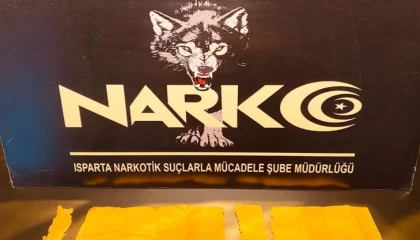 NARKO
ISPARTA NARKOTİK SUÇLARLA MÜCADELE ŞUBE MÜDÜRLÜĞÜ